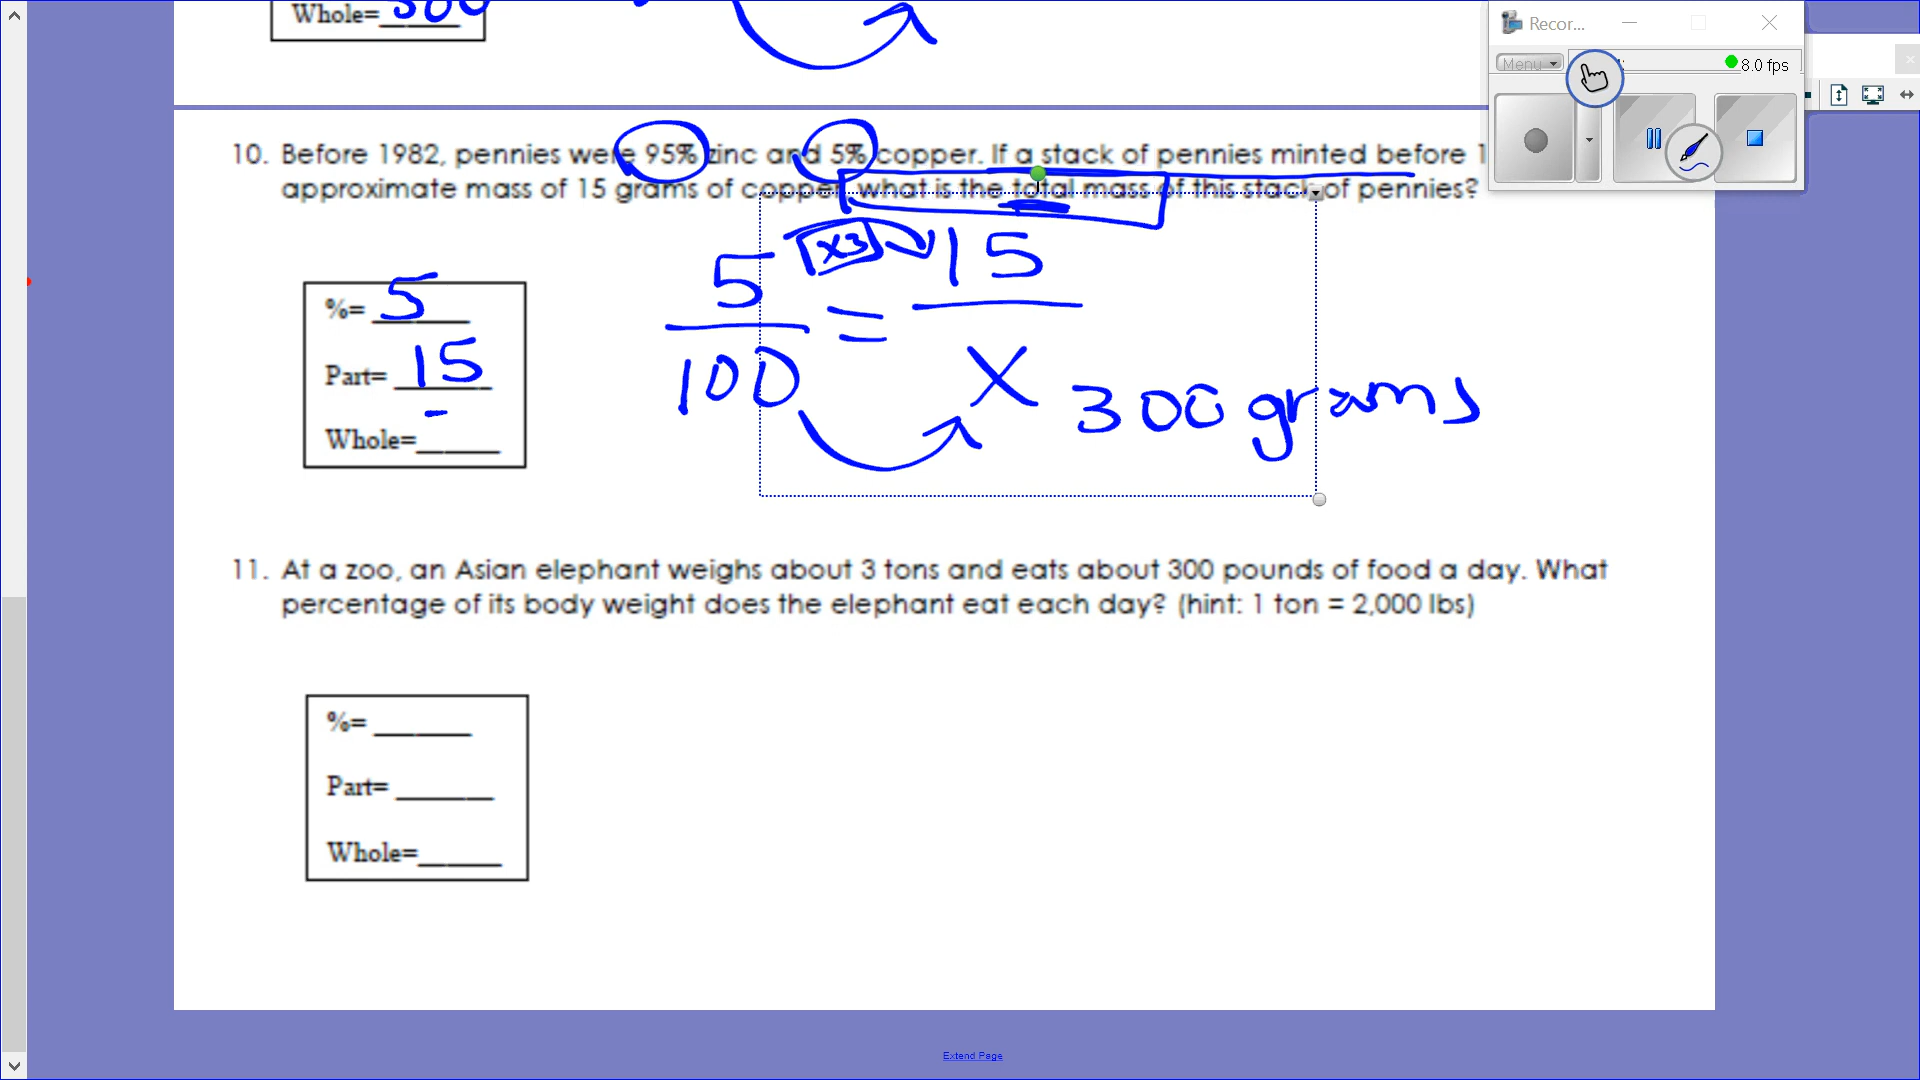 Whole= 300
Recor...
Menu
8.0 fps
10. Before 1982, pennies were 95% zinc and 5% copper. If a stack of pennies minted before 1
approximate mass of 15 grams of copper, what is the total mass of this stack of pennies?
x3
5 = 15
100 X 300 grams
%= 5
Part= 15
Whole=
11. At a zoo, an Asian elephant weighs about 3 tons and eats about 300 pounds of food a day. What
percentage of its body weight does the elephant eat each day? (hint: 1 ton = 2,000 lbs)
%=
Part=
Whole=
Extend Page